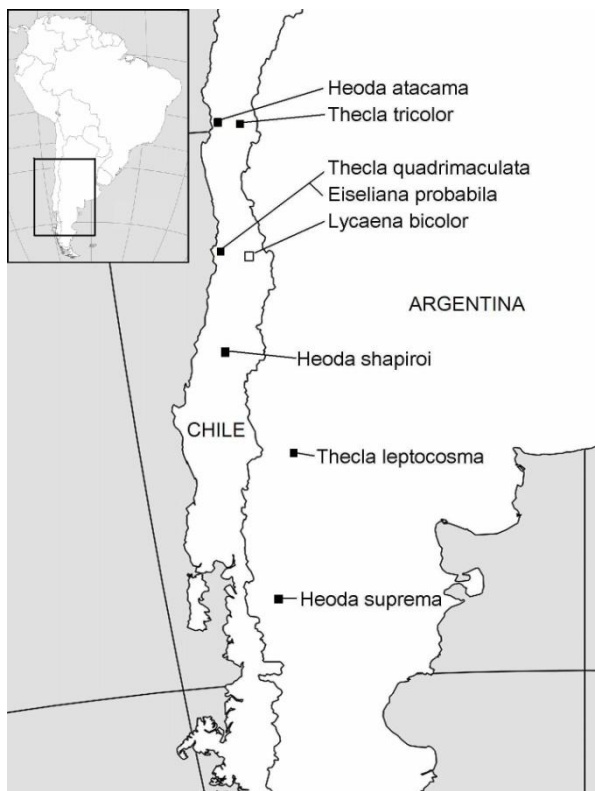 Heoda atacama
Thecla tricolor
Thecla quadrimaculata
Eiseliana probabila
Lycaena bicolor
ARGENTINA
Heoda shapiroi
CHILE
Thecla leptocosma
Heoda suprema